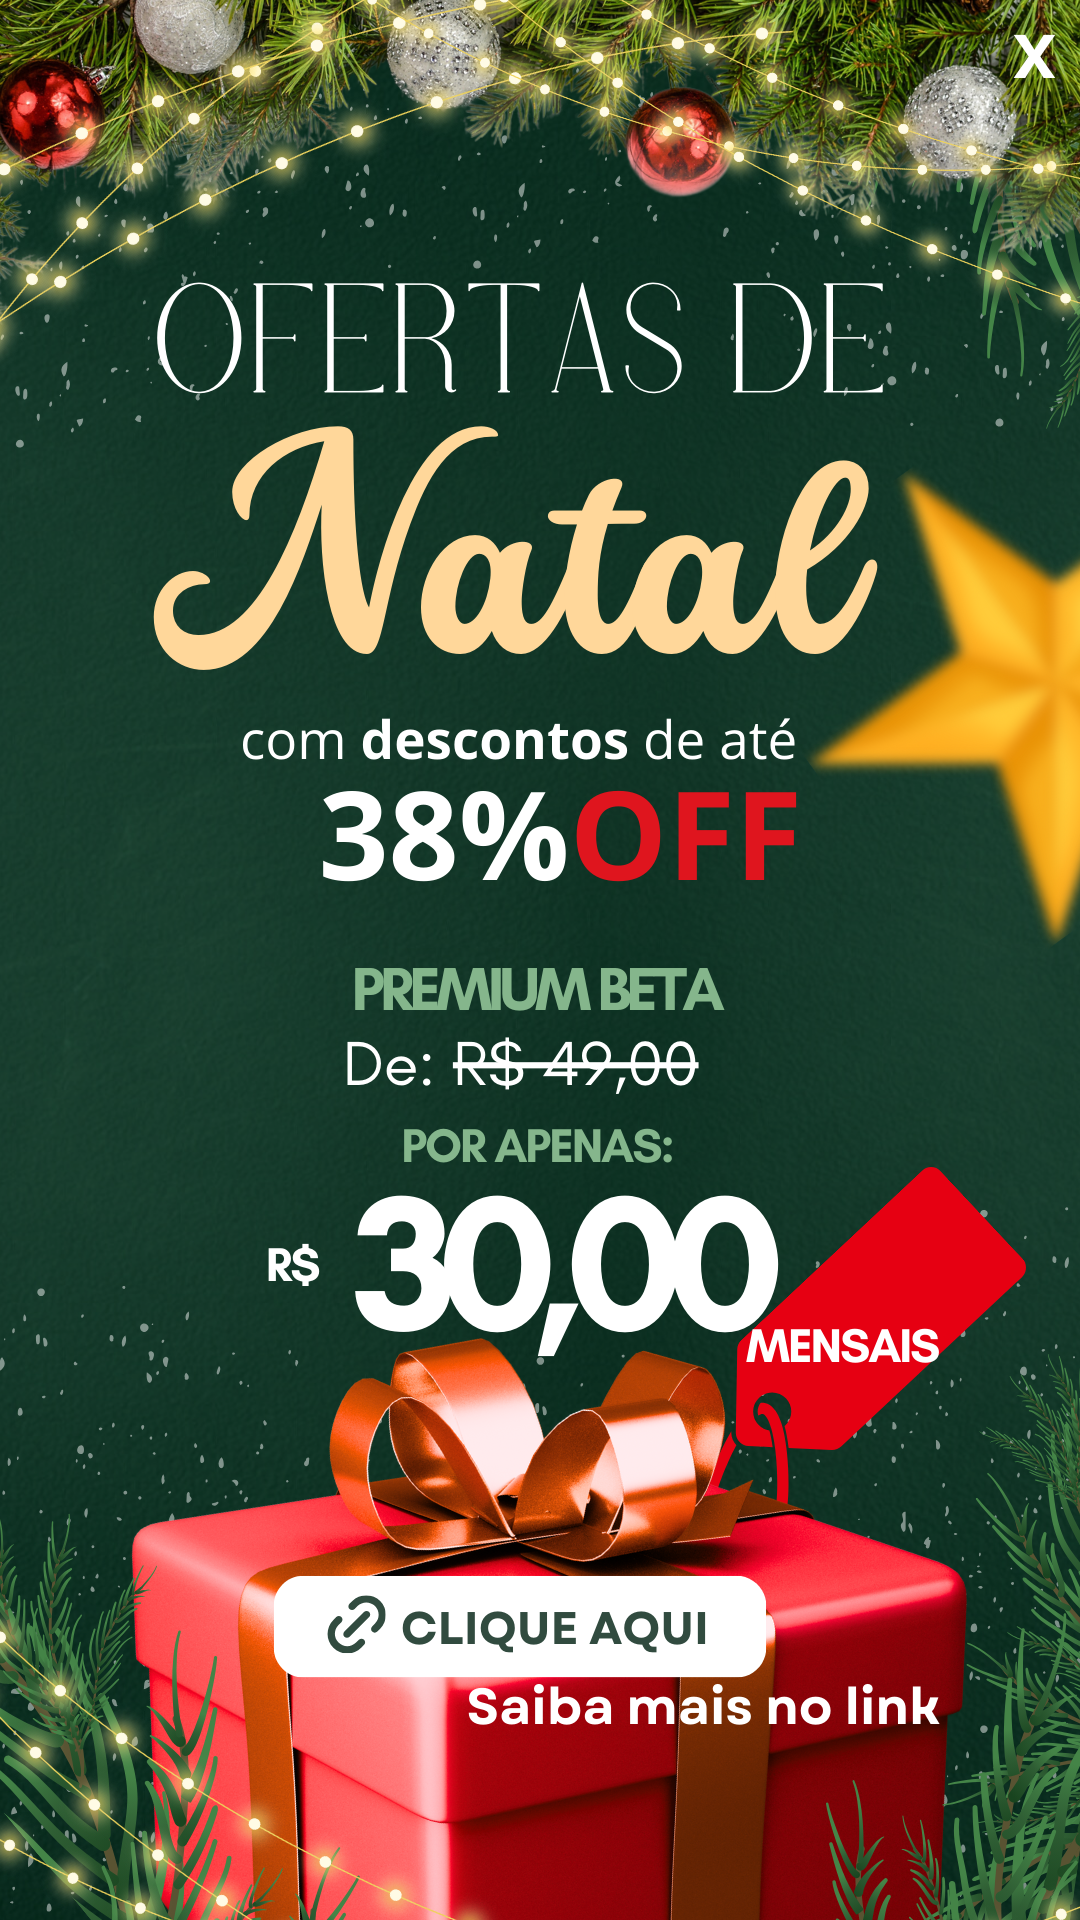 X
OFERTAS DE
Natal
com descontos de até
38%OFF
PREMIUM BETA
De: R$ 49,00
POR APENAS:
R$ 30,00
MENSAIS
CLIQUE AQUI
Saiba mais no link